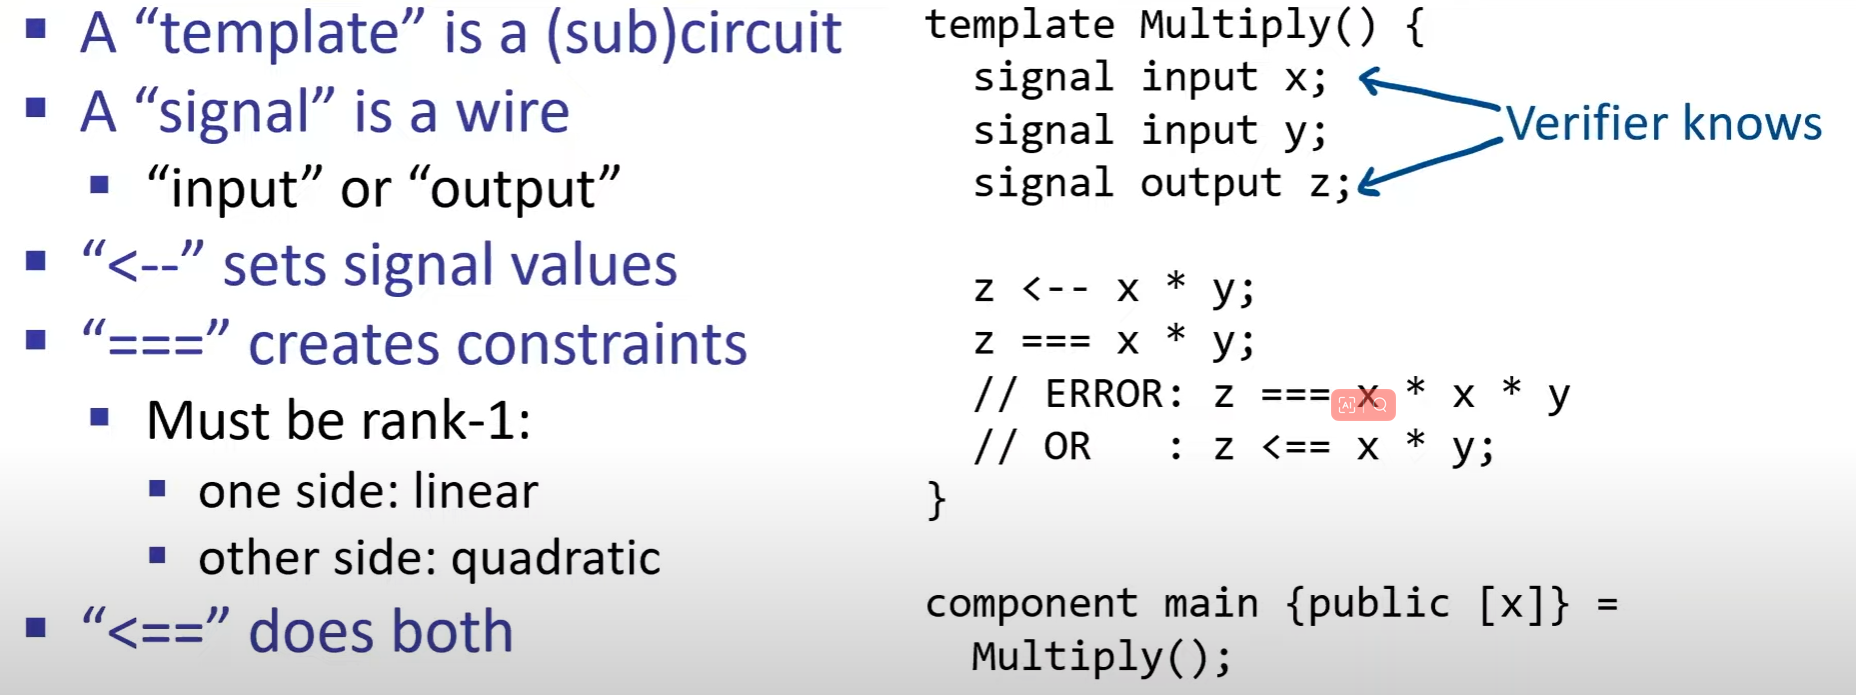 A “template” is a (sub)circuit
A “signal” is a wire
“input” or “output”
“<--” sets signal values
“===” creates constraints
Must be rank-1:
one side: linear
other side: quadratic
“<==” does both
template Multiply() {
signal input x;
signal input y;
signal output z;
Verifier knows
z <-- x * y;
z === x * y;
// ERROR: z === x * x * y
// OR   : z <== x * y;
}
component main {public [x]} =
Multiply();